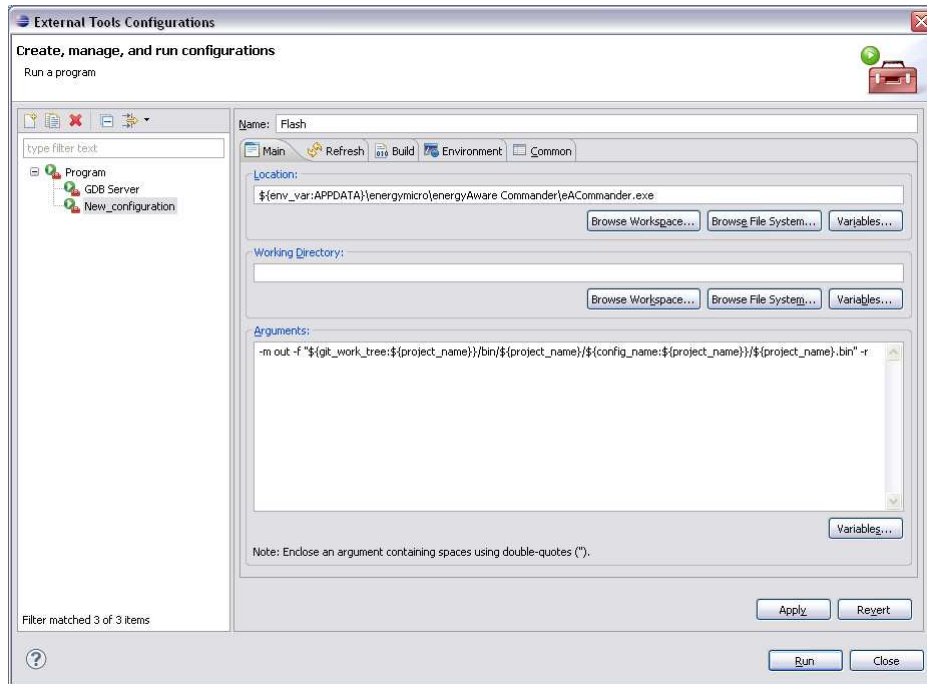 External Tools Configurations
Create, manage, and run configurations
Run a program
type filter text
Program
GDB Server
New_configuration
Filter matched 3 of 3 items
Name: Flash
Main Refresh Build Environment Common
Location:
${env_var:APPDATA}\energymicro\energyAware Commander\eACommander.exe
Browse Workspace... Browse File System... Variables...
Working Directory:
Browse Workspace... Browse File System... Variables...
Arguments:
-m out -f "${git_work_tree:${project_name}}/bin/${project_name}/${config_name:${project_name}}/${project_name}.bin" -r
Variables...
Note: Enclose an argument containing spaces using double-quotes (").
Apply Revert
Run Close